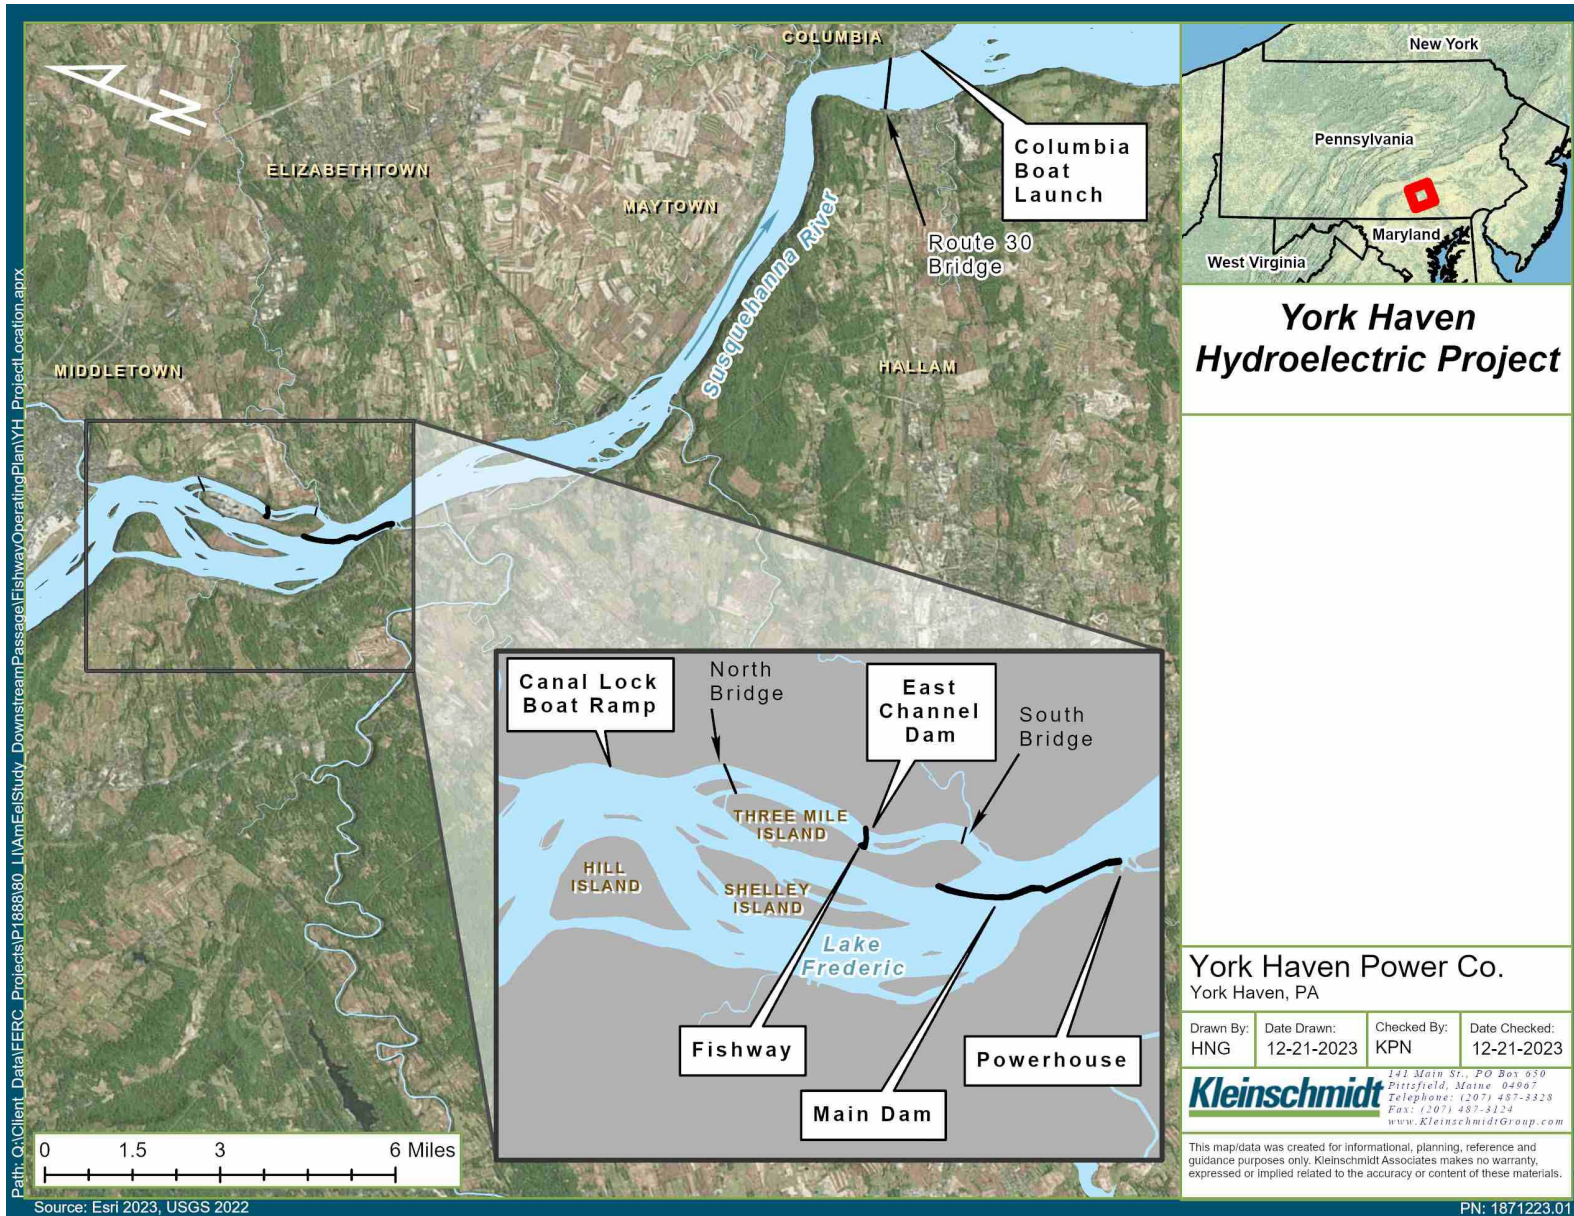 COLUMBIA
ELIZABETHTOWN
MAYTOWN
MIDDLETOWN
HALLAM
Susquehanna River
Columbia
Boat
Launch
Route 30
Bridge
Canal Lock
Boat Ramp
North
Bridge
East
Channel
Dam
South
Bridge
THREE MILE
ISLAND
HILL
ISLAND
SHELLEY
ISLAND
Lake
Frederic
Fishway
Powerhouse
Main Dam
0 1.5 3 6 Miles
Path: Q:\Client_Data\FERC_Projects\P1888\80_LI\AmEelStudy_DownstreamPassage\FishwayOperatingPlan\YH_ProjectLocation.aprx
Source: Esri 2023, USGS 2022
New York
Pennsylvania
Maryland
West Virginia
York Haven
Hydroelectric Project
York Haven Power Co.
York Haven, PA
Drawn By: Date Drawn: Checked By: Date Checked:
HNG 12-21-2023 KPN 12-21-2023
Kleinschmidt
141 Main St., PO Box 650
Pittsfield, Maine 04967
Telephone: (207) 487-3328
Fax: (207) 487-3124
www.KleinschmidtGroup.com
This map/data was created for informational, planning, reference and
guidance purposes only. Kleinschmidt Associates makes no warranty,
expressed or implied related to the accuracy or content of these materials.
PN: 1871223.01
N